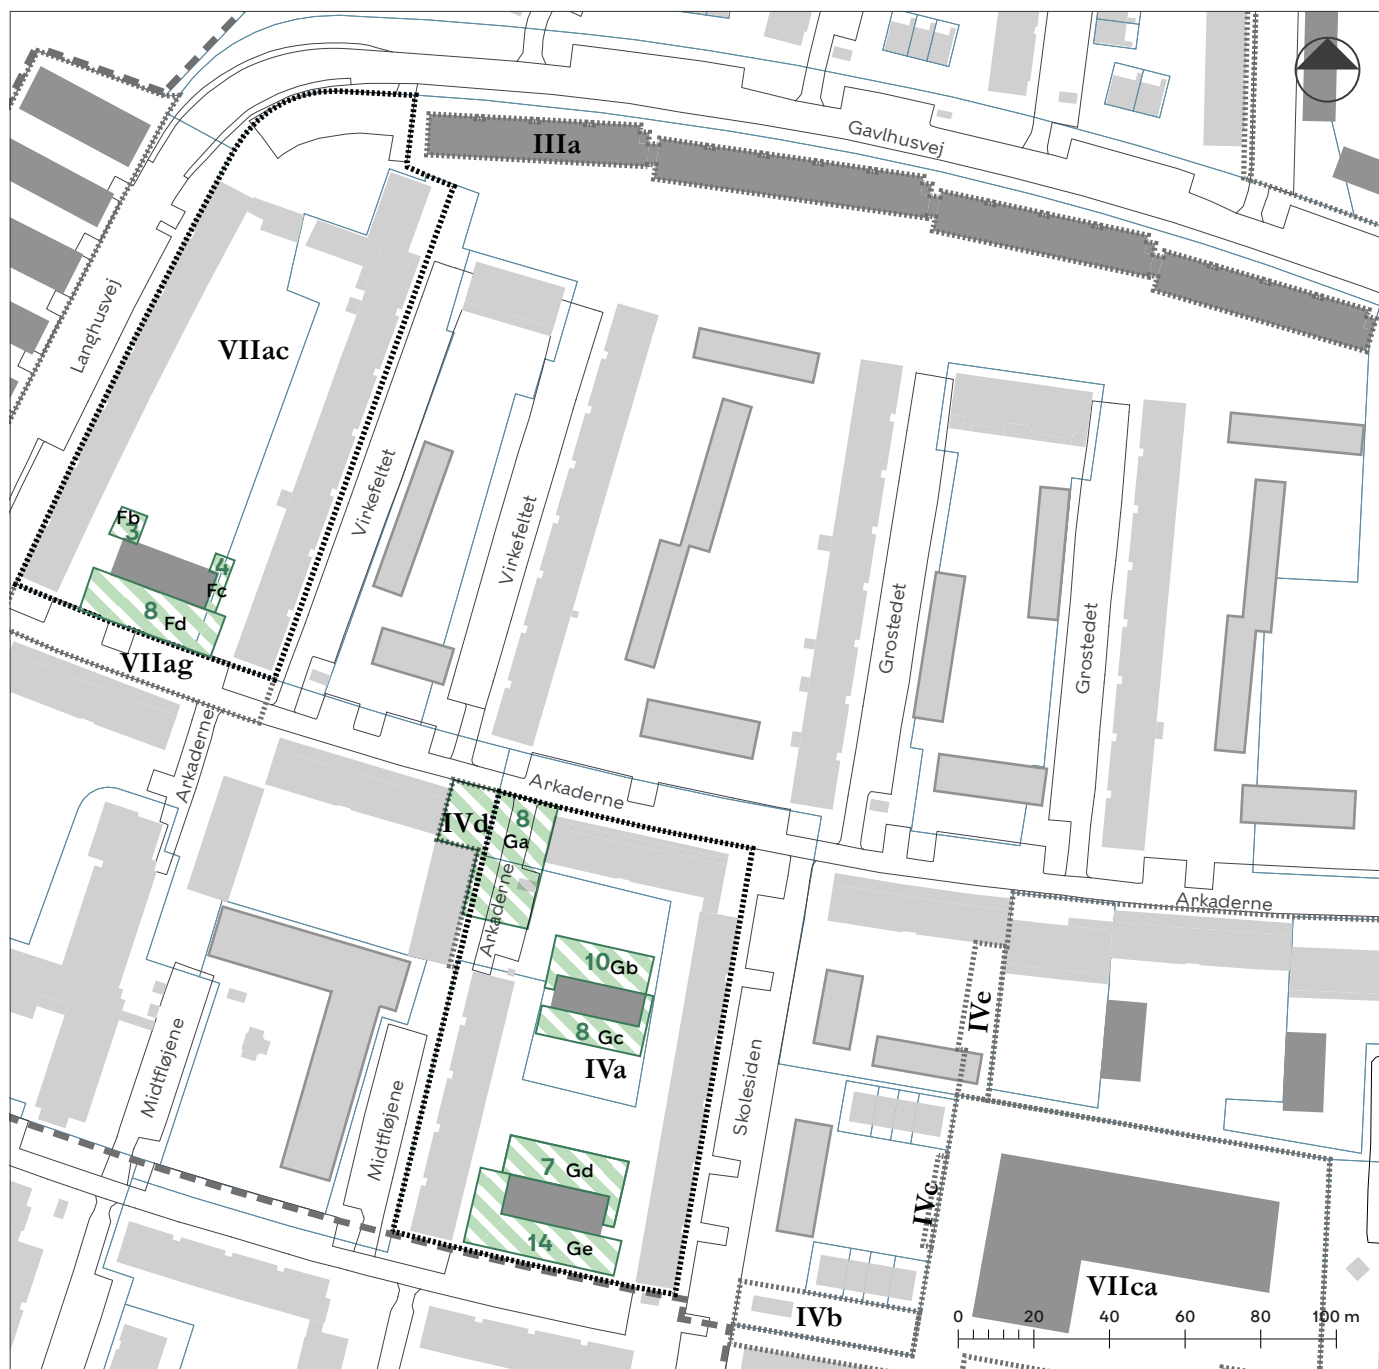 Gavlhusvej
IIIa
Langhusvej
VIIac
Virkefeltet
Virkefeltet
Fb
3
4
Fc
8
Fd
Grostedet
Grostedet
VIIag
Arkaderne
Arkaderne
IVd
8
Ga
Arkaderne
Arkaderne
10
Gb
8
Gc
IVa
IVe
Midtfløjene
Midtfløjene
Skolesiden
7
Gd
14
Ge
IVc
IVb
VIIca
0 20 40 60 80 100 m